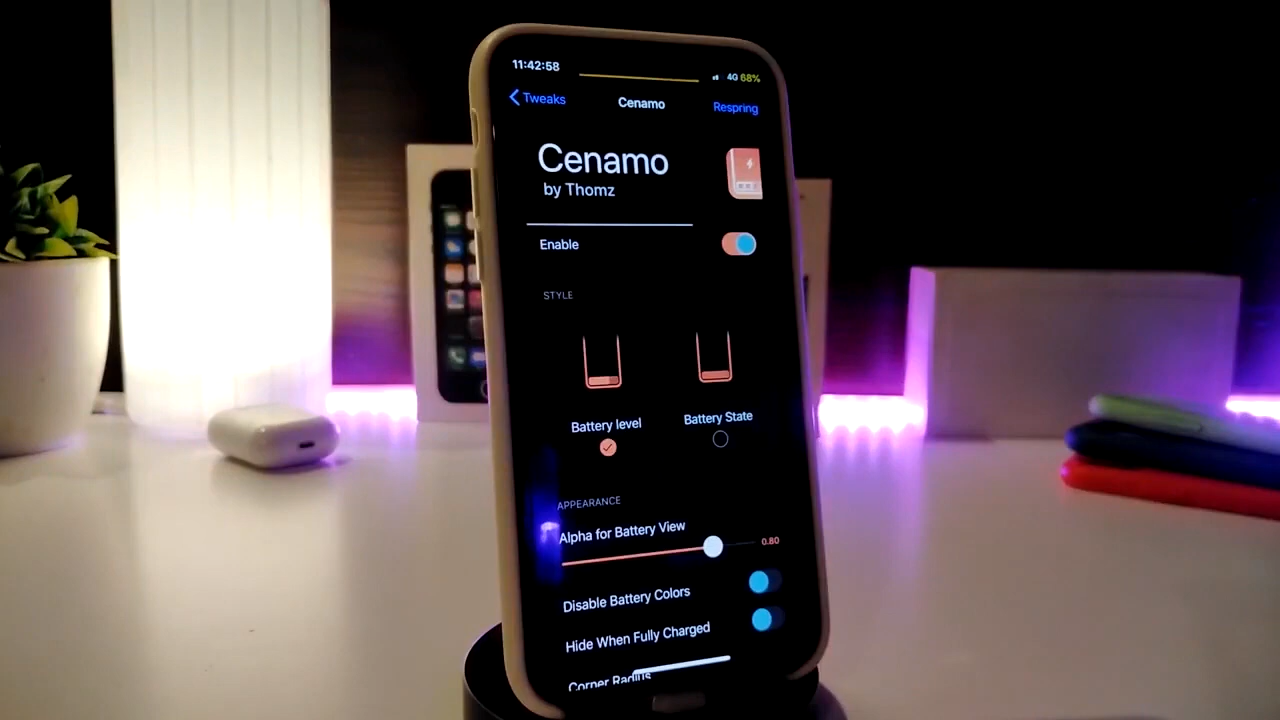 11:42:58
4G 68%
Tweaks
Cenamo
Respring
Cenamo
by Thomz
Enable
STYLE
Battery level
Battery State
APPEARANCE
Alpha for Battery View
0.80
Disable Battery Colors
Hide When Fully Charged
Corner Radius